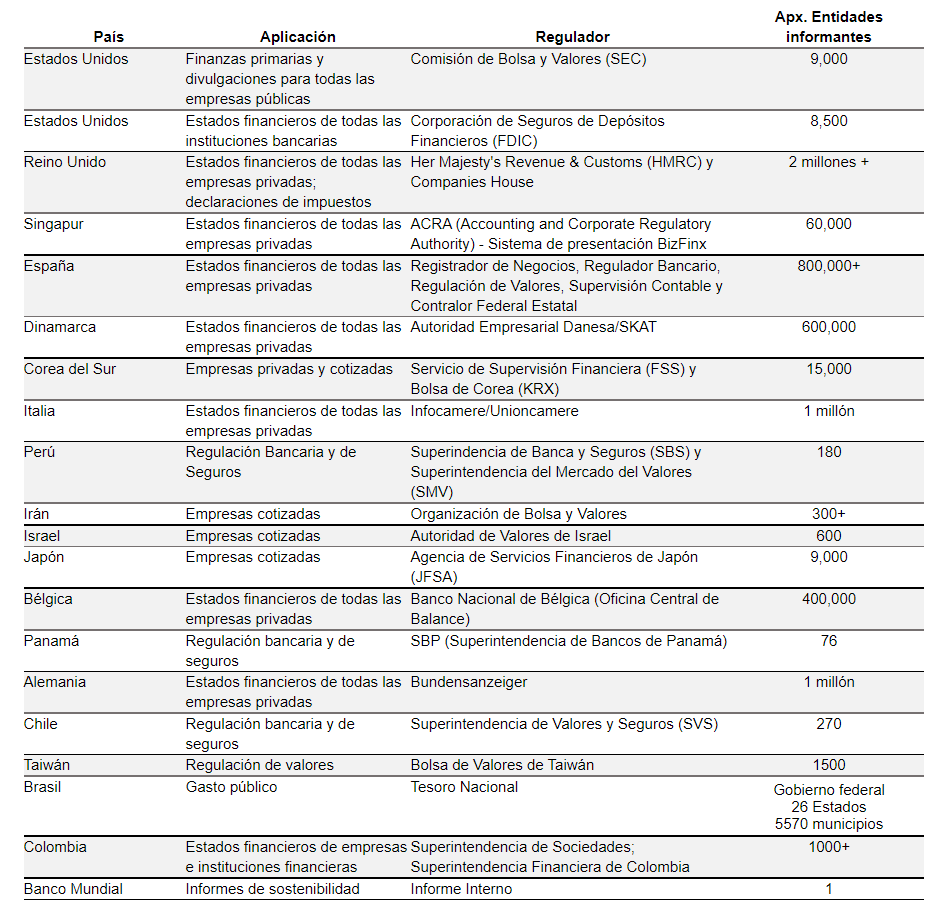 País Aplicación Regulador Apx. Entidades
informantes
Estados Unidos Finanzas primarias y Comisión de Bolsa y Valores (SEC) 9,000
divulgaciones para todas las
empresas públicas
Estados Unidos Estados financieros de todas las Corporación de Seguros de Depósitos 8,500
instituciones bancarias Financieros (FDIC)
Reino Unido Estados financieros de todas las Her Majesty's Revenue & Customs (HMRC) y 2 millones +
empresas privadas; Companies House
declaraciones de impuestos
Singapur Estados financieros de todas las ACRA (Accounting and Corporate Regulatory 60,000
empresas privadas Authority) - Sistema de presentación BizFinx
España Estados financieros de todas las Registrador de Negocios, Regulador Bancario, 800,000+
empresas privadas Regulación de Valores, Supervisión Contable y
Contralor Federal Estatal
Dinamarca Estados financieros de todas las Autoridad Empresarial Danesa/SKAT 600,000
empresas privadas
Corea del Sur Empresas privadas y cotizadas Servicio de Supervisión Financiera (FSS) y 15,000
Bolsa de Corea (KRX)
Italia Estados financieros de todas las Infocamere/Unioncamere 1 millón
empresas privadas
Perú Regulación Bancaria y de Superindencia de Banca y Seguros (SBS) y 180
Seguros Superintendencia del Mercado del Valores
(SMV)
Irán Empresas cotizadas Organización de Bolsa y Valores 300+
Israel Empresas cotizadas Autoridad de Valores de Israel 600
Japón Empresas cotizadas Agencia de Servicios Financieros de Japón 9,000
(JFSA)
Bélgica Estados financieros de todas las Banco Nacional de Bélgica (Oficina Central de 400,000
empresas privadas Balance)
Panamá Regulación bancaria y de SBP (Superintendencia de Bancos de Panamá) 76
seguros
Alemania Estados financieros de todas las Bundensanzeiger 1 millón
empresas privadas
Chile Regulación bancaria y de Superintendencia de Valores y Seguros (SVS) 270
seguros
Taiwán Regulación de valores Bolsa de Valores de Taiwán 1500
Brasil Gasto público Tesoro Nacional Gobierno federal
26 Estados
5570 municipios
Colombia Estados financieros de empresas Superintendencia de Sociedades; 1000+
e instituciones financieras Superintendencia Financiera de Colombia
Banco Mundial Informes de sostenibilidad Informe Interno 1